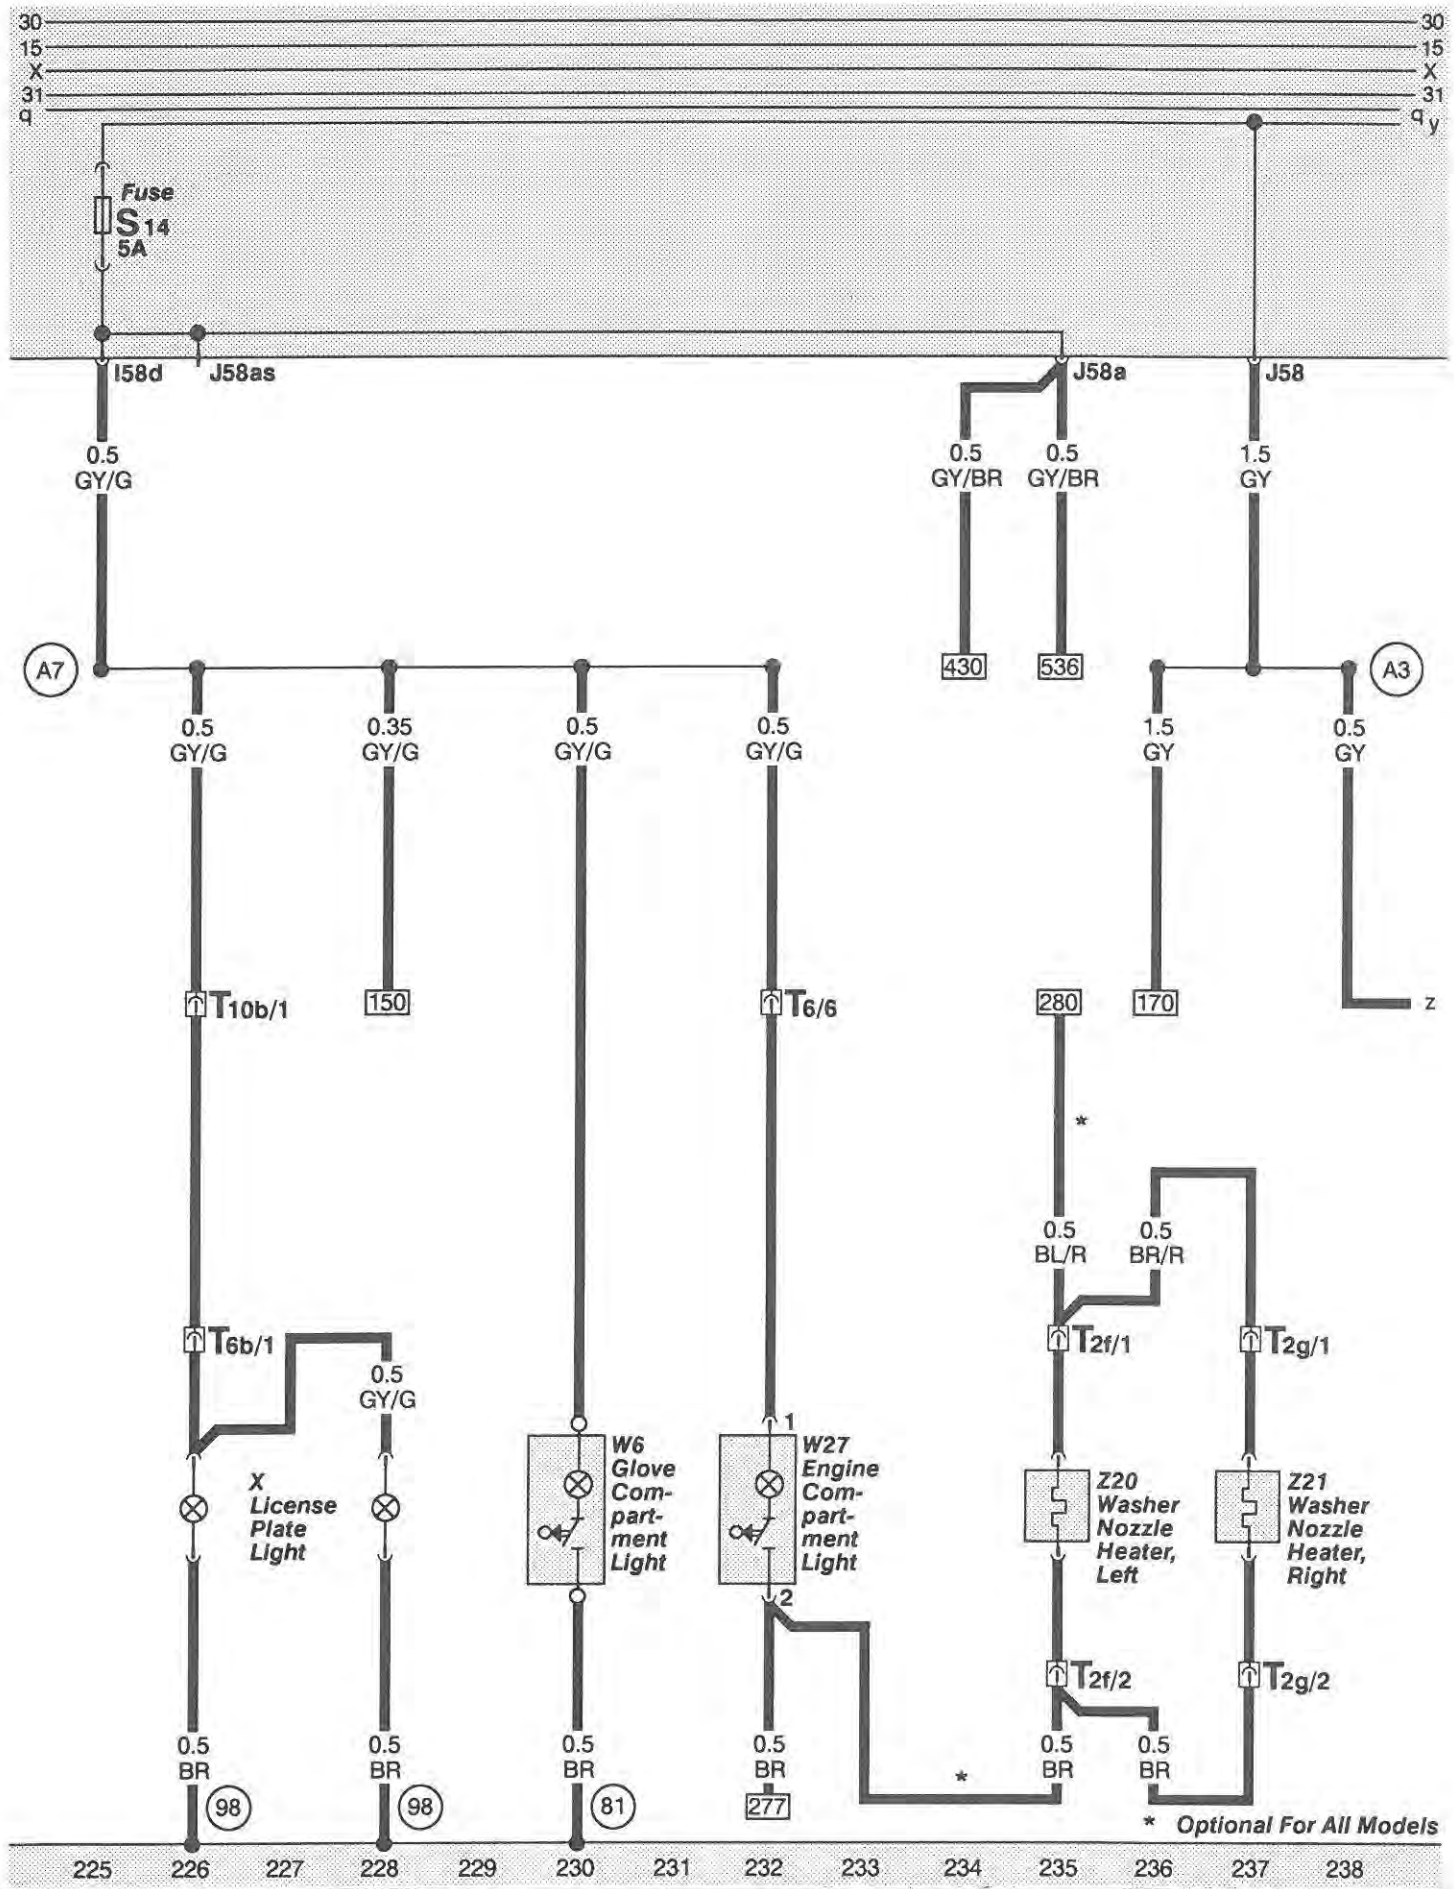 30 30
15 15
X X
31 31
q q
y
Fuse
S 14
5A
I58d J58as J58a J58
0.5 0.5 0.5 1.5
GY/G GY/BR GY/BR GY
A7 430 536 A3
0.5 0.35 0.5 0.5 1.5 0.5
GY/G GY/G GY/G GY/G GY GY
T10b/1 150 T6/6 280 170 z
*
0.5 0.5
BL/R BR/R
T6b/1 T2f/1 T2g/1
0.5
GY/G
1
X
License
Plate
Light
W6
Glove
Com-
part-
ment
Light
W27
Engine
Com-
part-
ment
Light
Z20
Washer
Nozzle
Heater,
Left
Z21
Washer
Nozzle
Heater,
Right
2
T2f/2 T2g/2
0.5 0.5 0.5 0.5 0.5 0.5
BR BR BR BR BR BR
*
98 98 81 277
* Optional For All Models
225 226 227 228 229 230 231 232 233 234 235 236 237 238